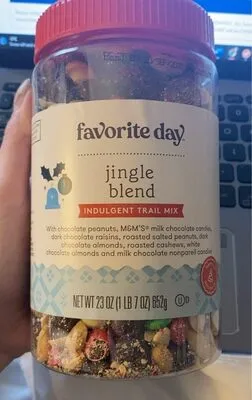 favorite day™
jingle
blend
INDULGENT TRAIL MIX
With chocolate peanuts, M&M'S® milk chocolate candies,
dark chocolate raisins, roasted salted peanuts, dark
chocolate almonds, roasted cashews, white
chocolate almonds and milk chocolate nonpareil candies
NET WT 23 OZ (1 LB 7 OZ) 652g
U D